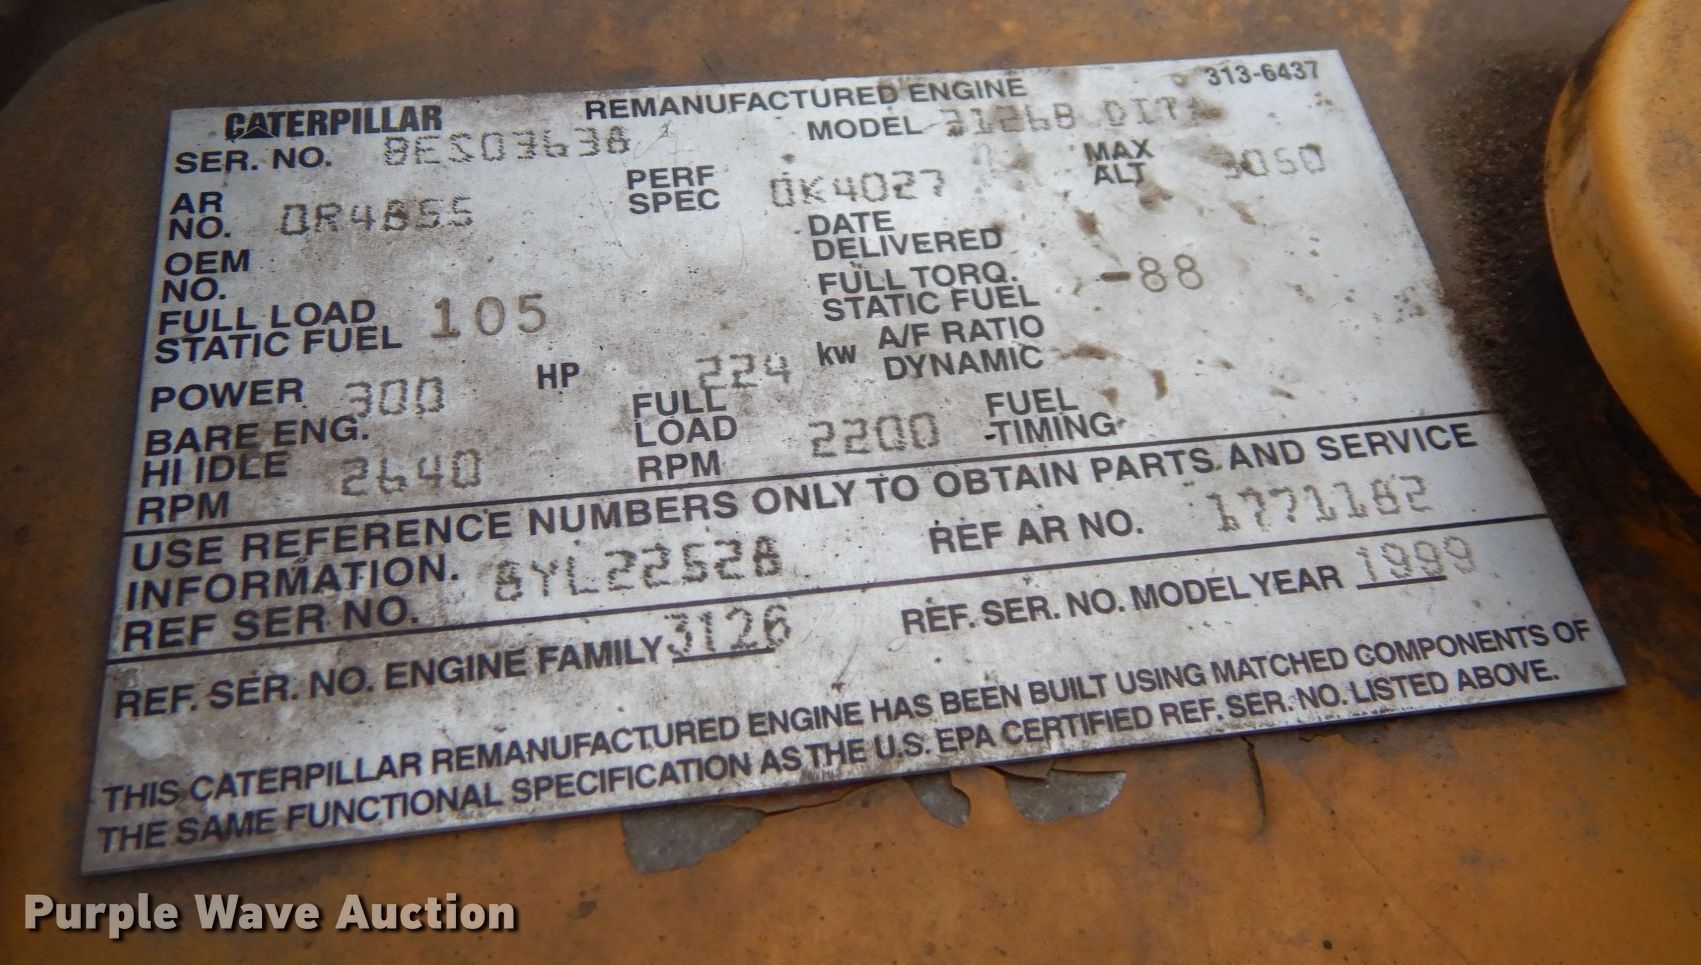 CATERPILLAR REMANUFACTURED ENGINE 313-6437
SER. NO. BES03638 MODEL 3126B DITA
AR NO. 0R4855 PERF SPEC 0K4027 MAX ALT 3050
OEM NO. DATE DELIVERED
FULL LOAD STATIC FUEL 105 FULL TORQ. STATIC FUEL -88
POWER 300 HP 224 kw A/F RATIO DYNAMIC
BARE ENG. HI IDLE RPM 2640 FULL LOAD RPM 2200 FUEL TIMING
USE REFERENCE NUMBERS ONLY TO OBTAIN PARTS AND SERVICE
INFORMATION.
REF SER NO. 8YL22528 REF AR NO. 1771182
REF. SER. NO. ENGINE FAMILY 3126 REF. SER. NO. MODEL YEAR 1999
THIS CATERPILLAR REMANUFACTURED ENGINE HAS BEEN BUILT USING MATCHED COMPONENTS OF
THE SAME FUNCTIONAL SPECIFICATION AS THE U.S. EPA CERTIFIED REF. SER. NO. LISTED ABOVE.
Purple Wave Auction